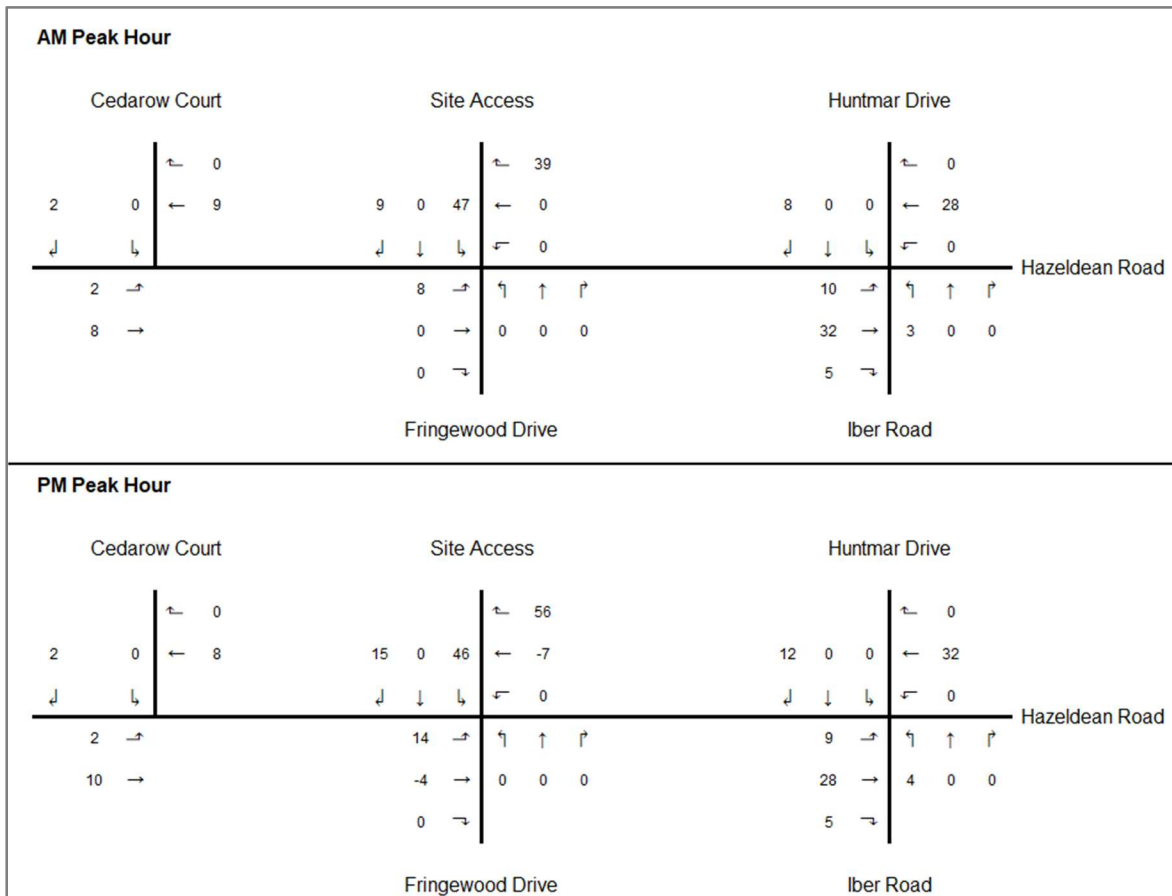 AM Peak Hour
Cedarow Court Site Access Huntmar Drive
↰ 0 ↰ 39 ↰ 0
2 0 ← 9 9 0 47 ← 0 8 0 0 ← 28
↲ ↳ ↲ ↓ ↳ ↙ 0 ↲ ↓ ↳ ↙ 0
Hazeldean Road
2 ⬏ 8 ⬏ ↰ ↑ ↱ 10 ⬏ ↰ ↑ ↱
8 → 0 → 0 0 0 32 → 3 0 0
0 ⬎ 5 ⬎
Fringewood Drive Iber Road
PM Peak Hour
Cedarow Court Site Access Huntmar Drive
↰ 0 ↰ 56 ↰ 0
2 0 ← 8 15 0 46 ← -7 12 0 0 ← 32
↲ ↳ ↲ ↓ ↳ ↙ 0 ↲ ↓ ↳ ↙ 0
Hazeldean Road
2 ⬏ 14 ⬏ ↰ ↑ ↱ 9 ⬏ ↰ ↑ ↱
10 → -4 → 0 0 0 28 → 4 0 0
0 ⬎ 5 ⬎
Fringewood Drive Iber Road